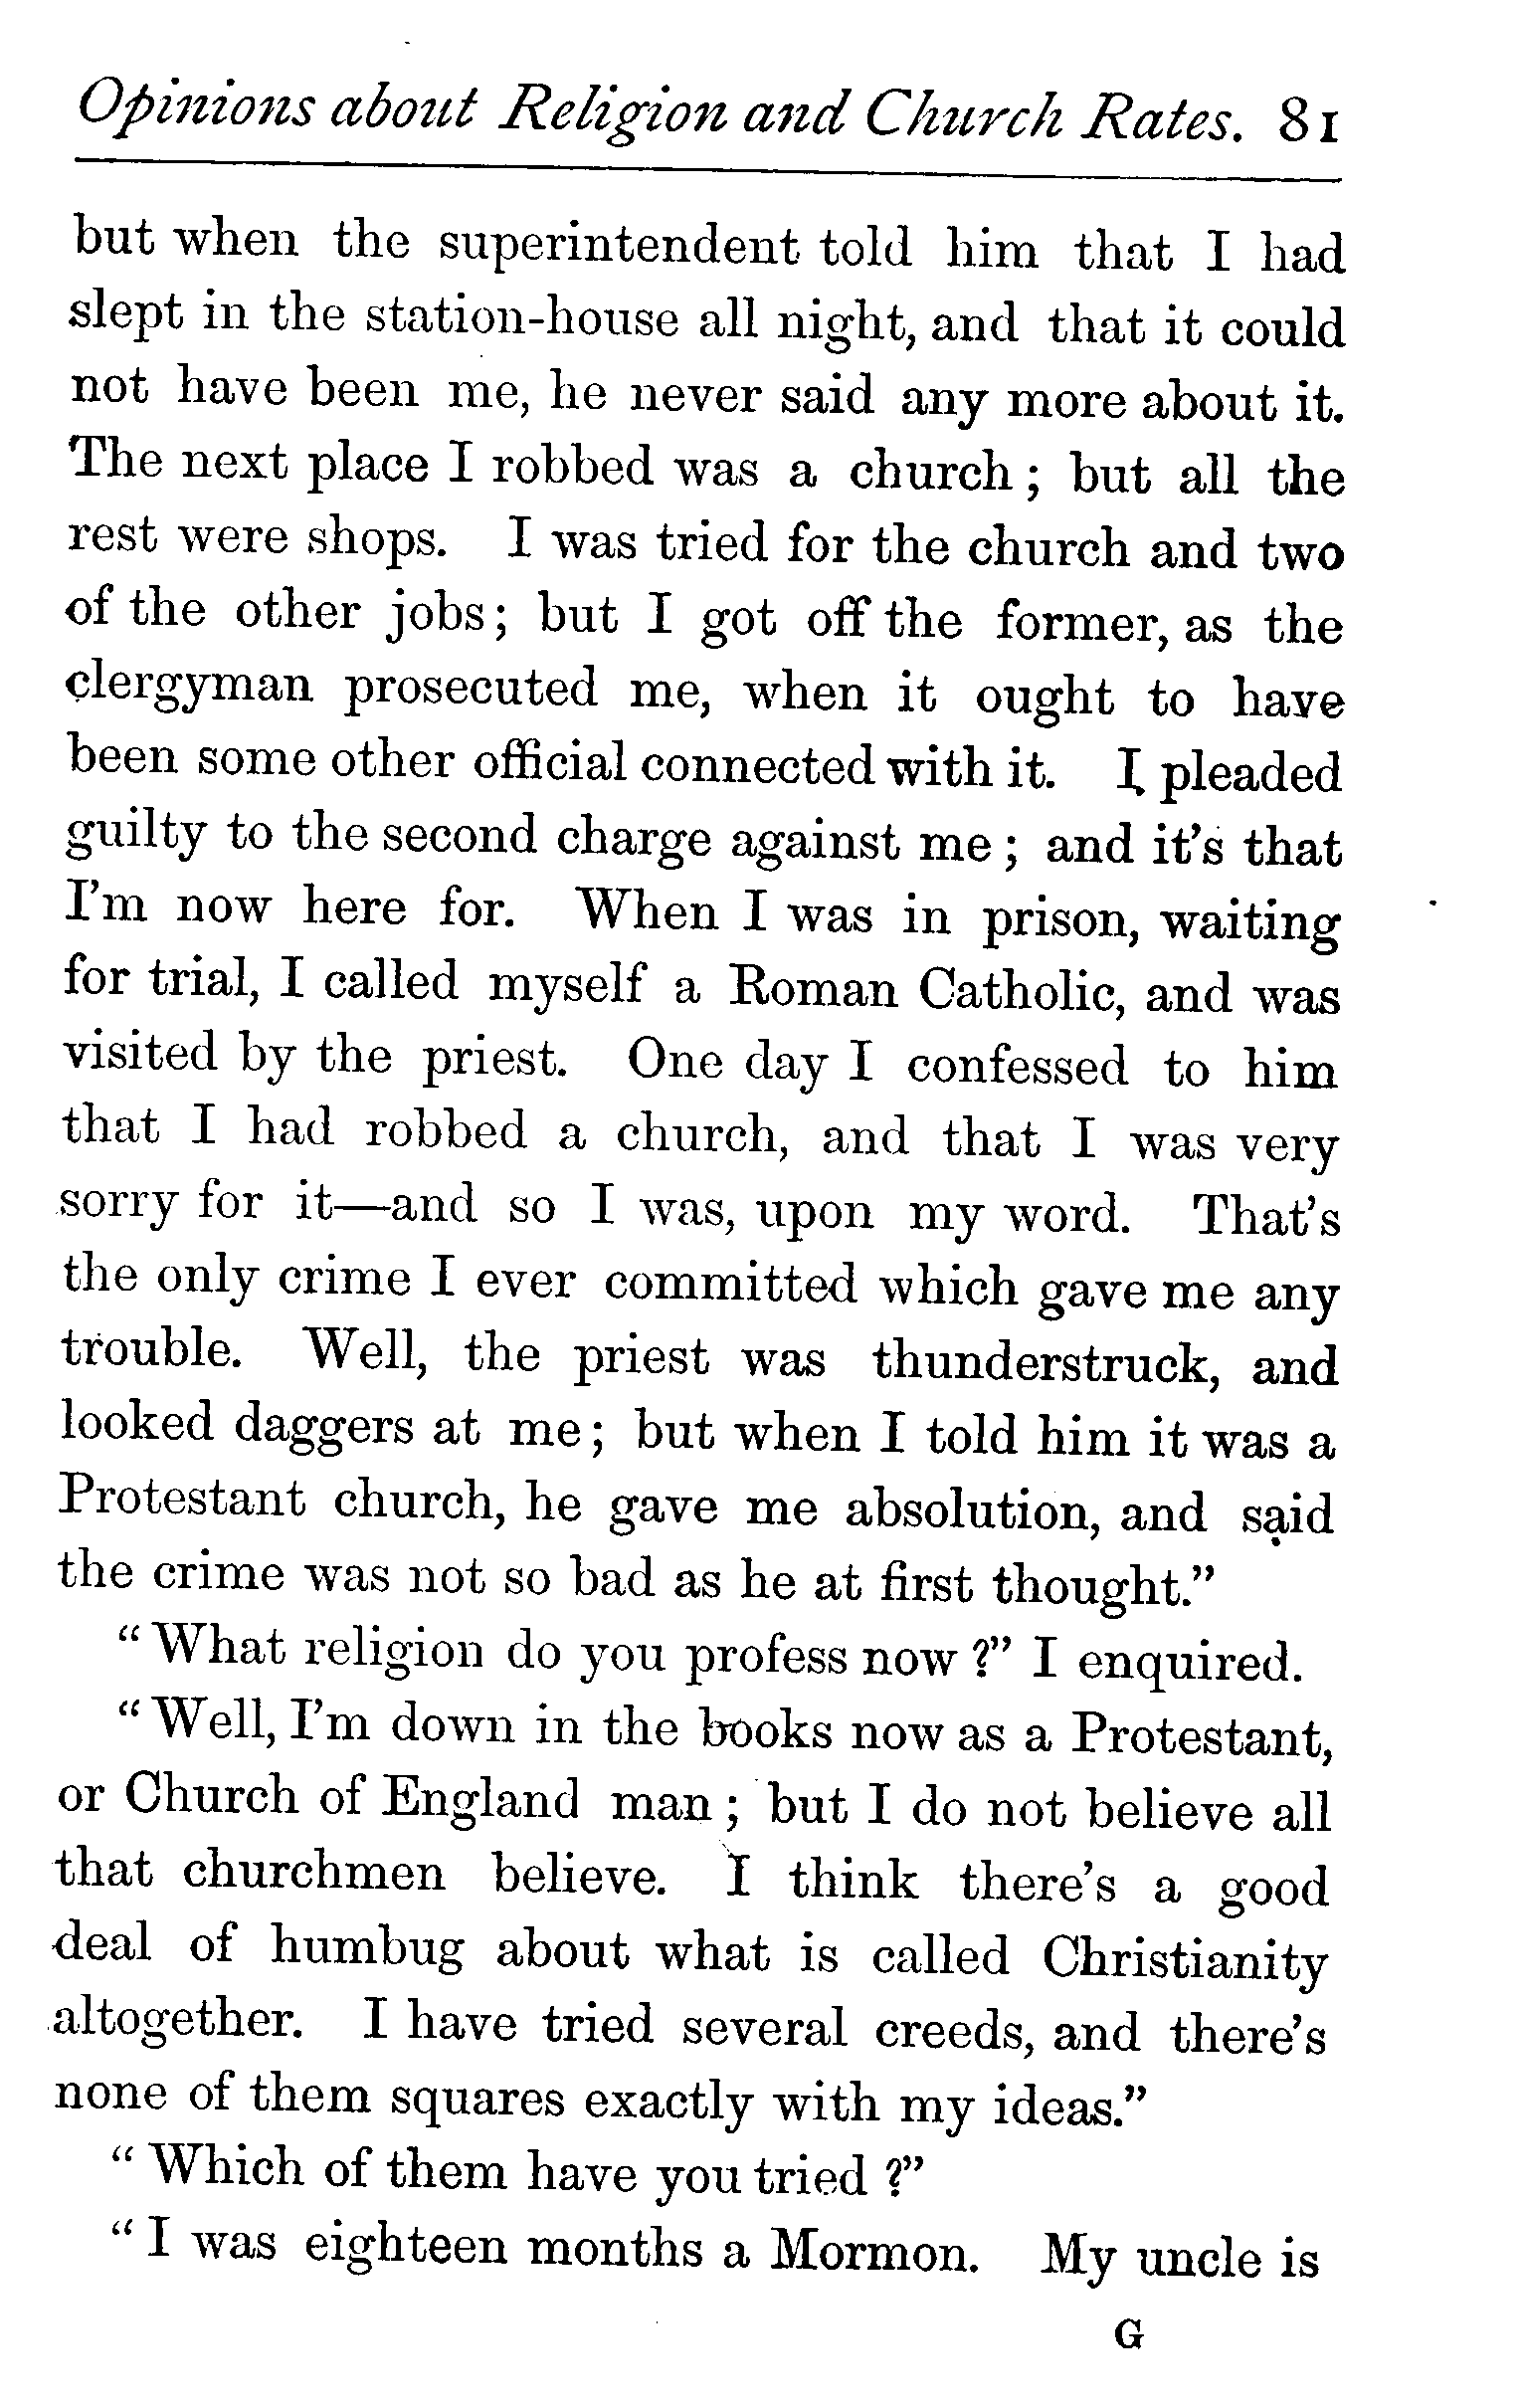 Opinions about Religion and Church Rates. 81
but when the superintendent told him that I had
slept in the station-house all night, and that it could
not have been me, he never said any more about it.
The next place I robbed was a church; but all the
rest were shops. I was tried for the church and two
of the other jobs; but I got off the former, as the
clergyman prosecuted me, when it ought to have
been some other official connected with it. I pleaded
guilty to the second charge against me; and it's that
I'm now here for. When I was in prison, waiting
for trial, I called myself a Roman Catholic, and was
visited by the priest. One day I confessed to him
that I had robbed a church, and that I was very
sorry for it—and so I was, upon my word. That's
the only crime I ever committed which gave me any
trouble. Well, the priest was thunderstruck, and
looked daggers at me; but when I told him it was a
Protestant church, he gave me absolution, and said
the crime was not so bad as he at first thought."
"What religion do you profess now?" I enquired.
"Well, I'm down in the books now as a Protestant,
or Church of England man; but I do not believe all
that churchmen believe. I think there's a good
deal of humbug about what is called Christianity
altogether. I have tried several creeds, and there's
none of them squares exactly with my ideas."
"Which of them have you tried?"
"I was eighteen months a Mormon. My uncle is
G